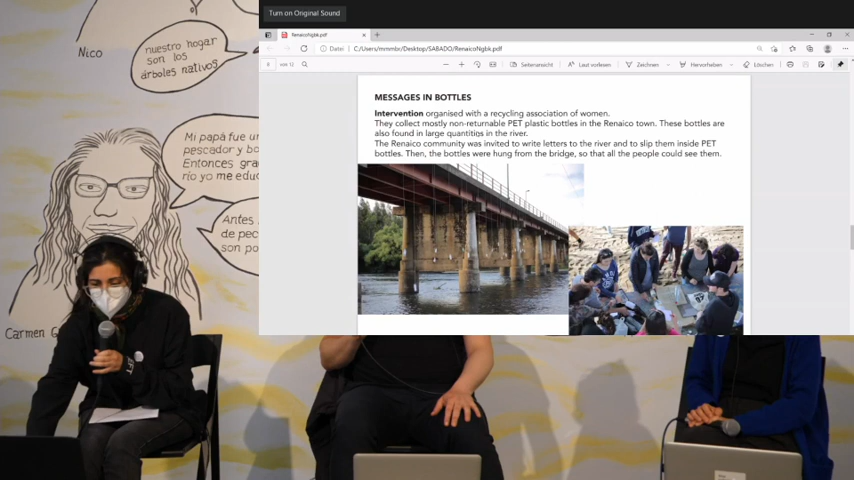 Turn on Original Sound
RenaicoNgbk.pdf
Datei
C:/Users/mmmbr/Desktop/SABADO/RenaicoNgbk.pdf
8 von 12
Seitenansicht
Laut vorlesen
Zeichnen
Hervorheben
Löschen
MESSAGES IN BOTTLES
Intervention organised with a recycling association of women.
They collect mostly non-returnable PET plastic bottles in the Renaico town. These bottles are
also found in large quantities in the river.
The Renaico community was invited to write letters to the river and to slip them inside PET
bottles. Then, the bottles were hung from the bridge, so that all the people could see them.
Nico
nuestro hogar
son los
árboles nativos
Mi papá fue un
pescador y bo
Entonces gra
río yo me educ
Antes
de pec
son po
Carmen G